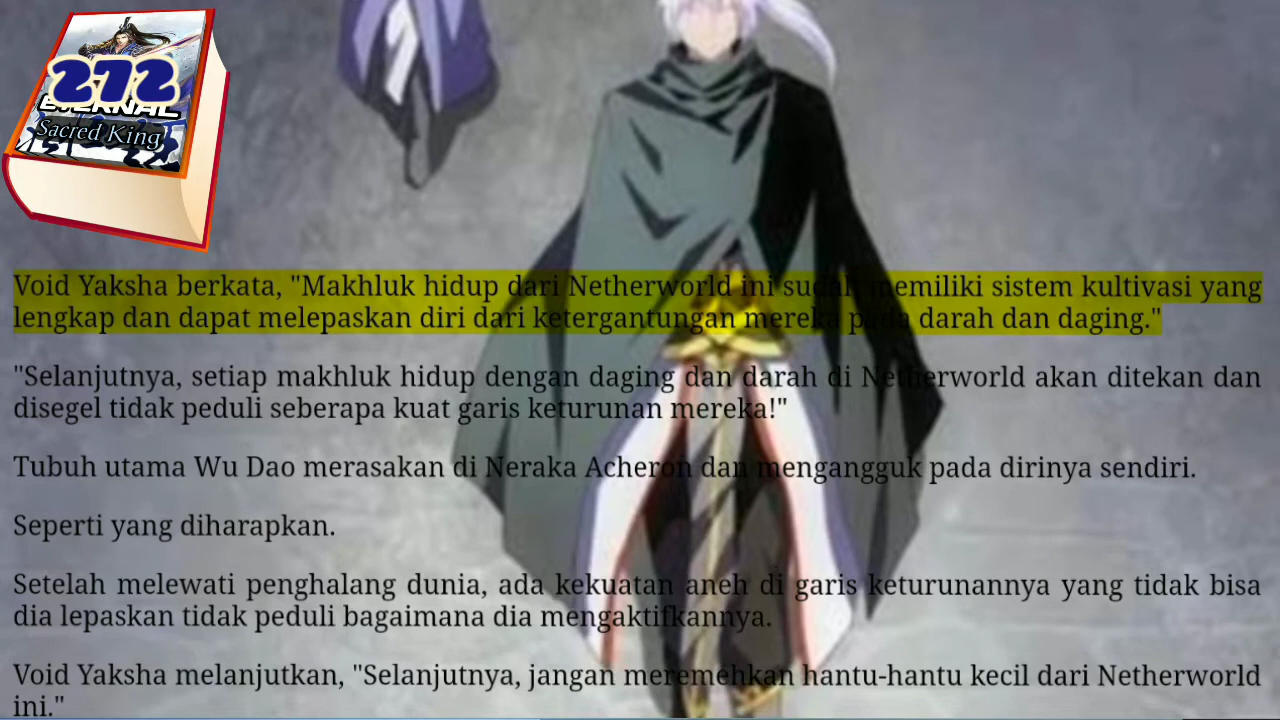 272
ETERNAL
Sacred King
Void Yaksha berkata, "Makhluk hidup dari Netherworld ini sudah memiliki sistem kultivasi yang
lengkap dan dapat melepaskan diri dari ketergantungan mereka pada darah dan daging."
"Selanjutnya, setiap makhluk hidup dengan daging dan darah di Netherworld akan ditekan dan
disegel tidak peduli seberapa kuat garis keturunan mereka!"
Tubuh utama Wu Dao merasakan di Neraka Acheron dan mengangguk pada dirinya sendiri.
Seperti yang diharapkan.
Setelah melewati penghalang dunia, ada kekuatan aneh di garis keturunannya yang tidak bisa
dia lepaskan tidak peduli bagaimana dia mengaktifkannya.
Void Yaksha melanjutkan, "Selanjutnya, jangan meremehkan hantu-hantu kecil dari Netherworld
ini."